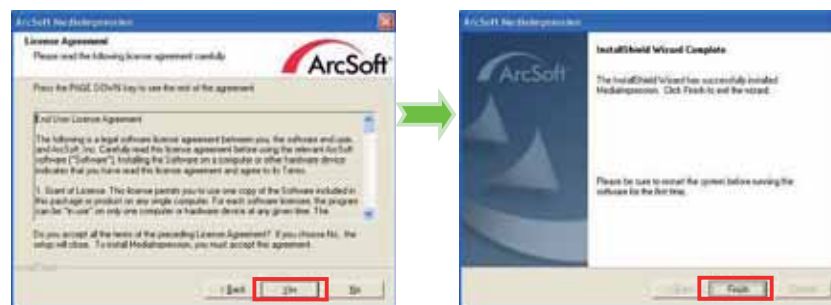 ArcSoft MediaImpression
License Agreement
Please read the following license agreement carefully.
ArcSoft
Press the PAGE DOWN key to see the rest of the agreement.
End User License Agreement
The following is a legal software license agreement between you, the software end user,
and ArcSoft, Inc. Carefully read this license agreement before using the relevant ArcSoft
software ("Software"). Installing the Software on a computer or other hardware device
indicates that you have read this license agreement and agree to its Terms.
1. Grant of License. This license permits you to use one copy of the Software included in
this package or product on any single computer. For each software licensee, the program
can be "in use" on only one computer or hardware device at any given time. The
Do you accept all the terms of the preceding License Agreement? If you choose No, the
setup will close. To install MediaImpression, you must accept this agreement.
< Back
Yes
No
ArcSoft MediaImpression
ArcSoft
InstallShield Wizard Complete
The InstallShield Wizard has successfully installed
MediaImpression. Click Finish to exit the wizard.
Please be sure to restart the system before running the
software for the first time.
< Back
Finish
Cancel